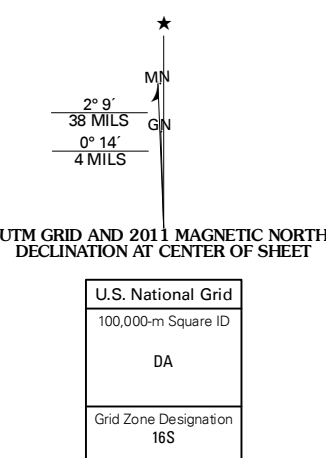 ★
MN
2° 9´
38 MILS
GN
0° 14´
4 MILS
UTM GRID AND 2011 MAGNETIC NORTH
DECLINATION AT CENTER OF SHEET
U.S. National Grid
100,000-m Square ID
DA
Grid Zone Designation
16S